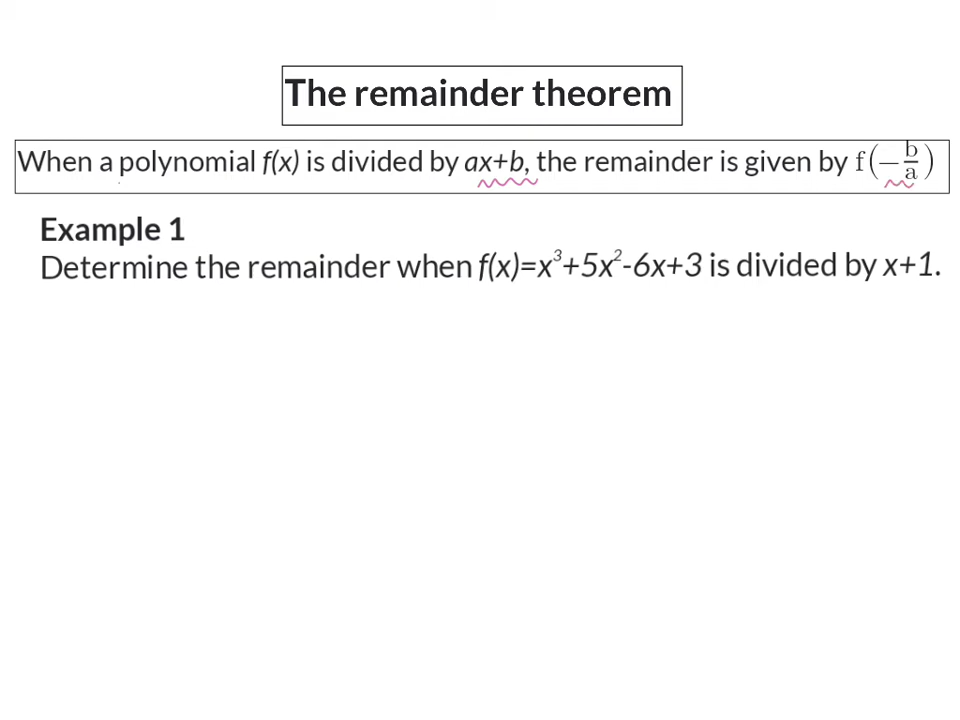 The remainder theorem
When a polynomial f(x) is divided by ax+b, the remainder is given by f(−b/a)
Example 1
Determine the remainder when f(x)=x³+5x²-6x+3 is divided by x+1.